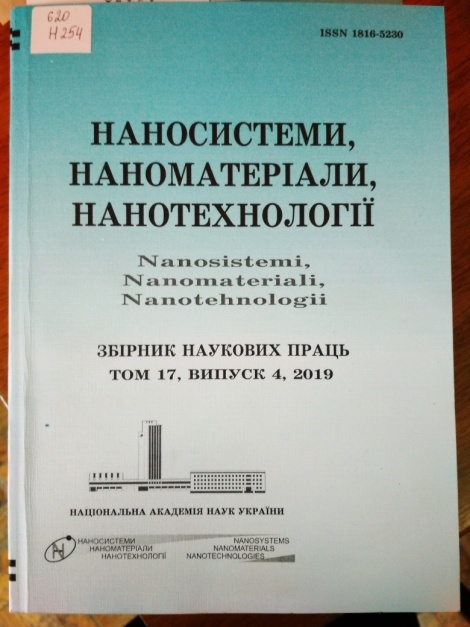 620
Н254
ISSN 1816-5230
НАНОСИСТЕМИ,
НАНОМАТЕРІАЛИ,
НАНОТЕХНОЛОГІЇ
Nanosistemi,
Nanomateriali,
Nanotehnologii
ЗБІРНИК НАУКОВИХ ПРАЦЬ
ТОМ 17, ВИПУСК 4, 2019
НАЦІОНАЛЬНА АКАДЕМІЯ НАУК УКРАЇНИ
НАНОСИСТЕМИ NANOSYSTEMS
НАНОМАТЕРІАЛИ NANOMATERIALS
НАНОТЕХНОЛОГІЇ NANOTECHNOLOGIES